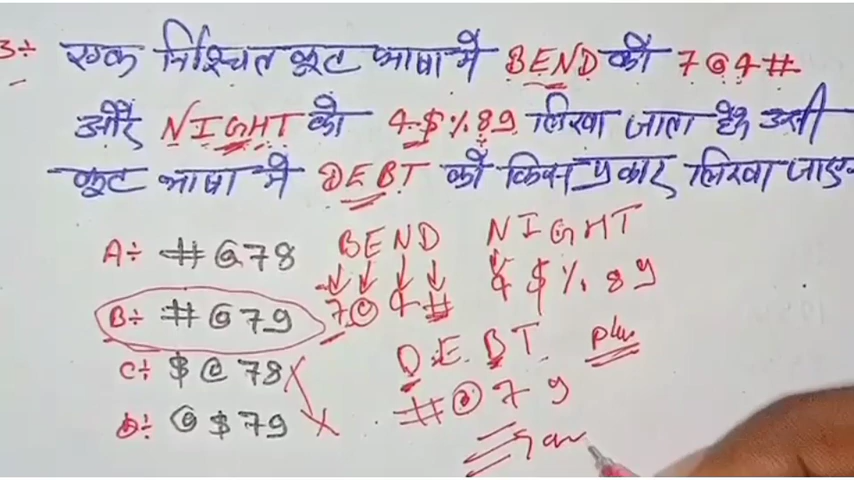 3÷ एक निश्चित कूट भाषा में BEND को 7@4#
और NIGHT को 4$%89 लिखा जाता है उसी
कूट भाषा में DEBT को किस प्रकार लिखा जाए
A÷ #@78
B÷ #@79
C÷ $@78
D÷ @$79
BEND
7@4#
NIGHT
4$%89
DEBT
#@79